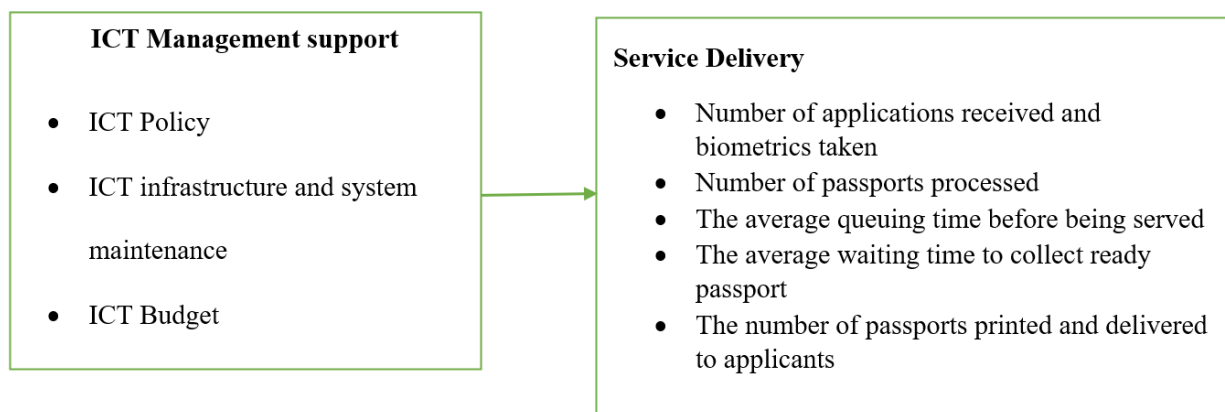 ICT Management support
• ICT Policy
• ICT infrastructure and system
maintenance
• ICT Budget
Service Delivery
• Number of applications received and
biometrics taken
• Number of passports processed
• The average queuing time before being served
• The average waiting time to collect ready
passport
• The number of passports printed and delivered
to applicants